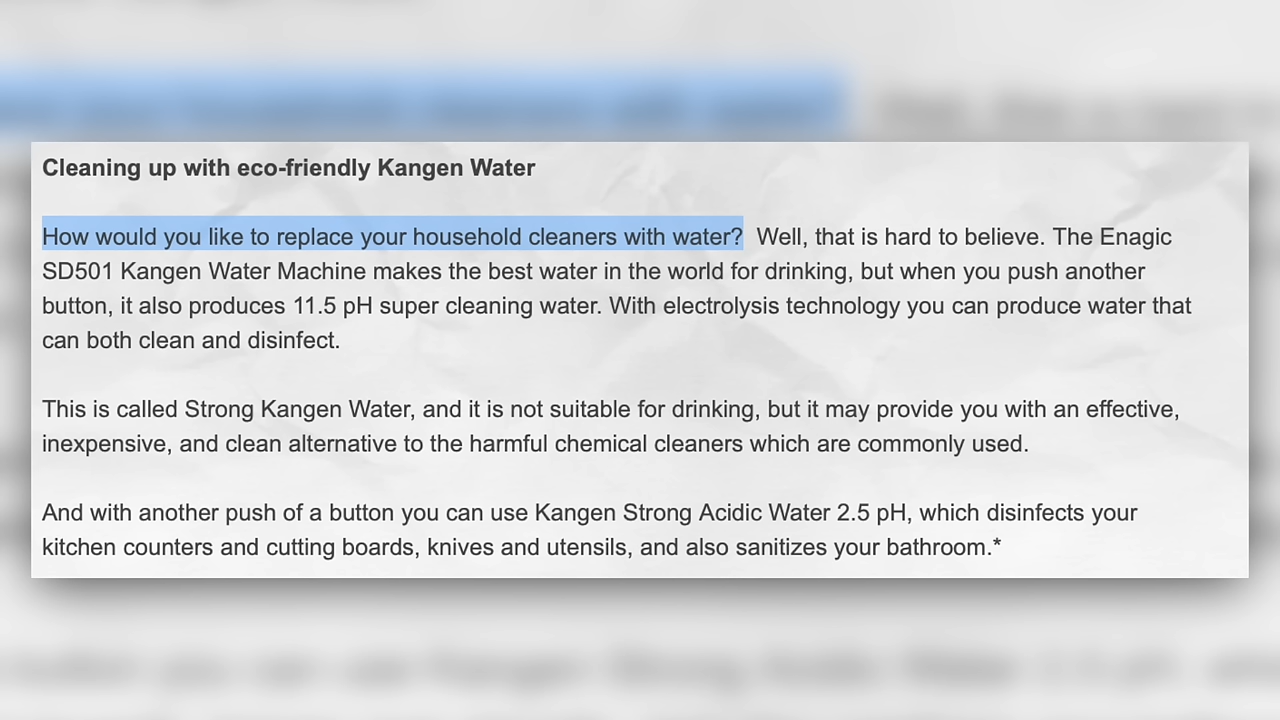 Cleaning up with eco-friendly Kangen Water
How would you like to replace your household cleaners with water?  Well, that is hard to believe. The Enagic
SD501 Kangen Water Machine makes the best water in the world for drinking, but when you push another
button, it also produces 11.5 pH super cleaning water. With electrolysis technology you can produce water that
can both clean and disinfect.
This is called Strong Kangen Water, and it is not suitable for drinking, but it may provide you with an effective,
inexpensive, and clean alternative to the harmful chemical cleaners which are commonly used.
And with another push of a button you can use Kangen Strong Acidic Water 2.5 pH, which disinfects your
kitchen counters and cutting boards, knives and utensils, and also sanitizes your bathroom.*